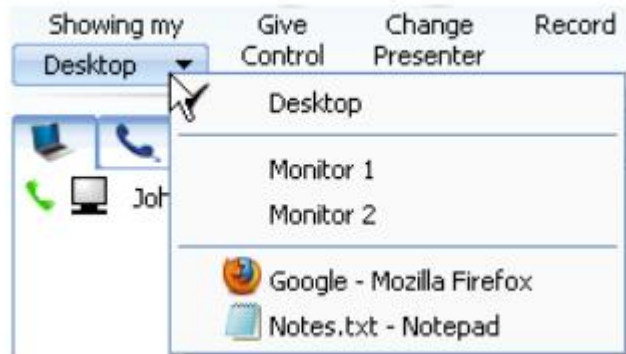 Showing my Give Change Record
Desktop Control Presenter
Desktop
Monitor 1
Monitor 2
Joh
Google - Mozilla Firefox
Notes.txt - Notepad